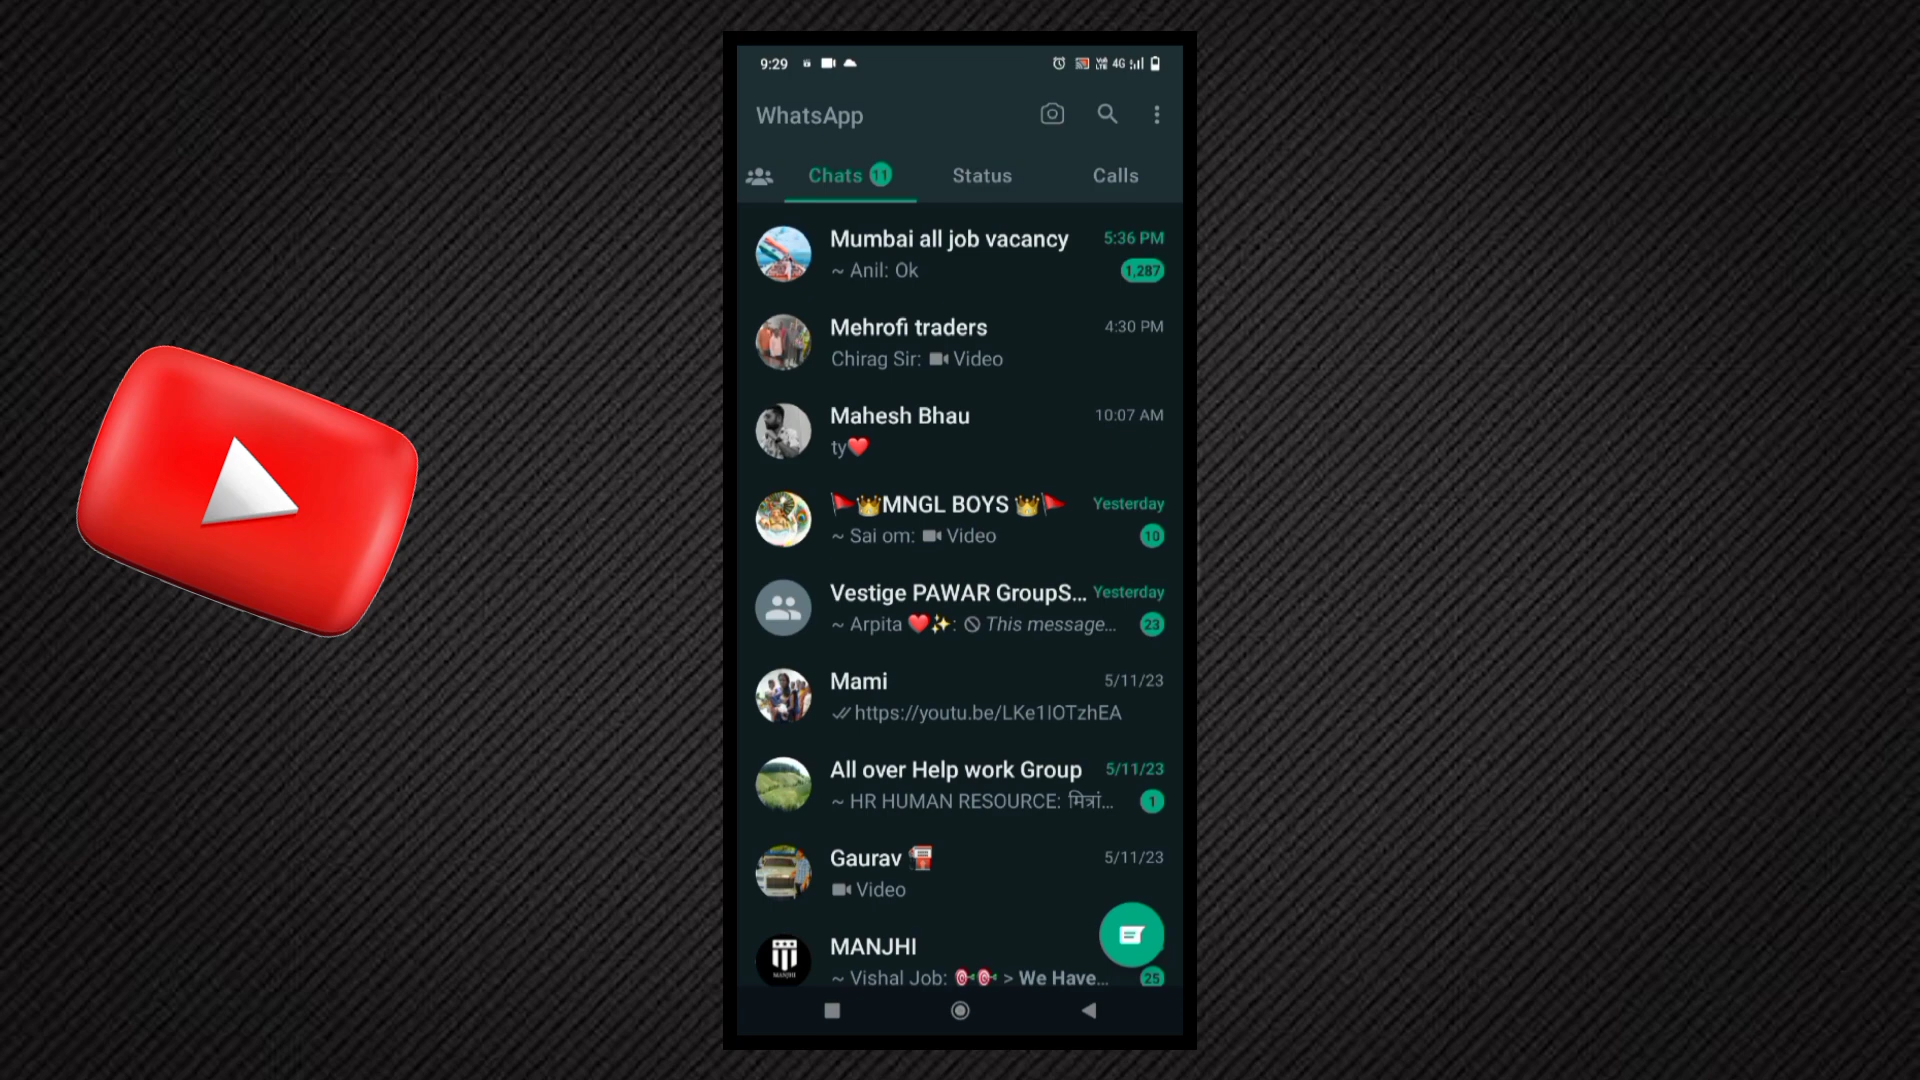 9:29 4G
WhatsApp
Chats 11 Status Calls
Mumbai all job vacancy 5:36 PM
~ Anil: Ok 1,287
Mehrofi traders 4:30 PM
Chirag Sir: Video
Mahesh Bhau 10:07 AM
ty❤️
🚩👑MNGL BOYS 👑🚩 Yesterday
~ Sai om: Video 10
Vestige PAWAR GroupS... Yesterday
~ Arpita ❤️✨: This message... 23
Mami 5/11/23
https://youtu.be/LKe1IOTzhEA
All over Help work Group 5/11/23
~ HR HUMAN RESOURCE: मित्रां... 1
Gaurav 5/11/23
Video
MANJHI
MANJHI
~ Vishal Job: 🎯🎯 > We Have... 25